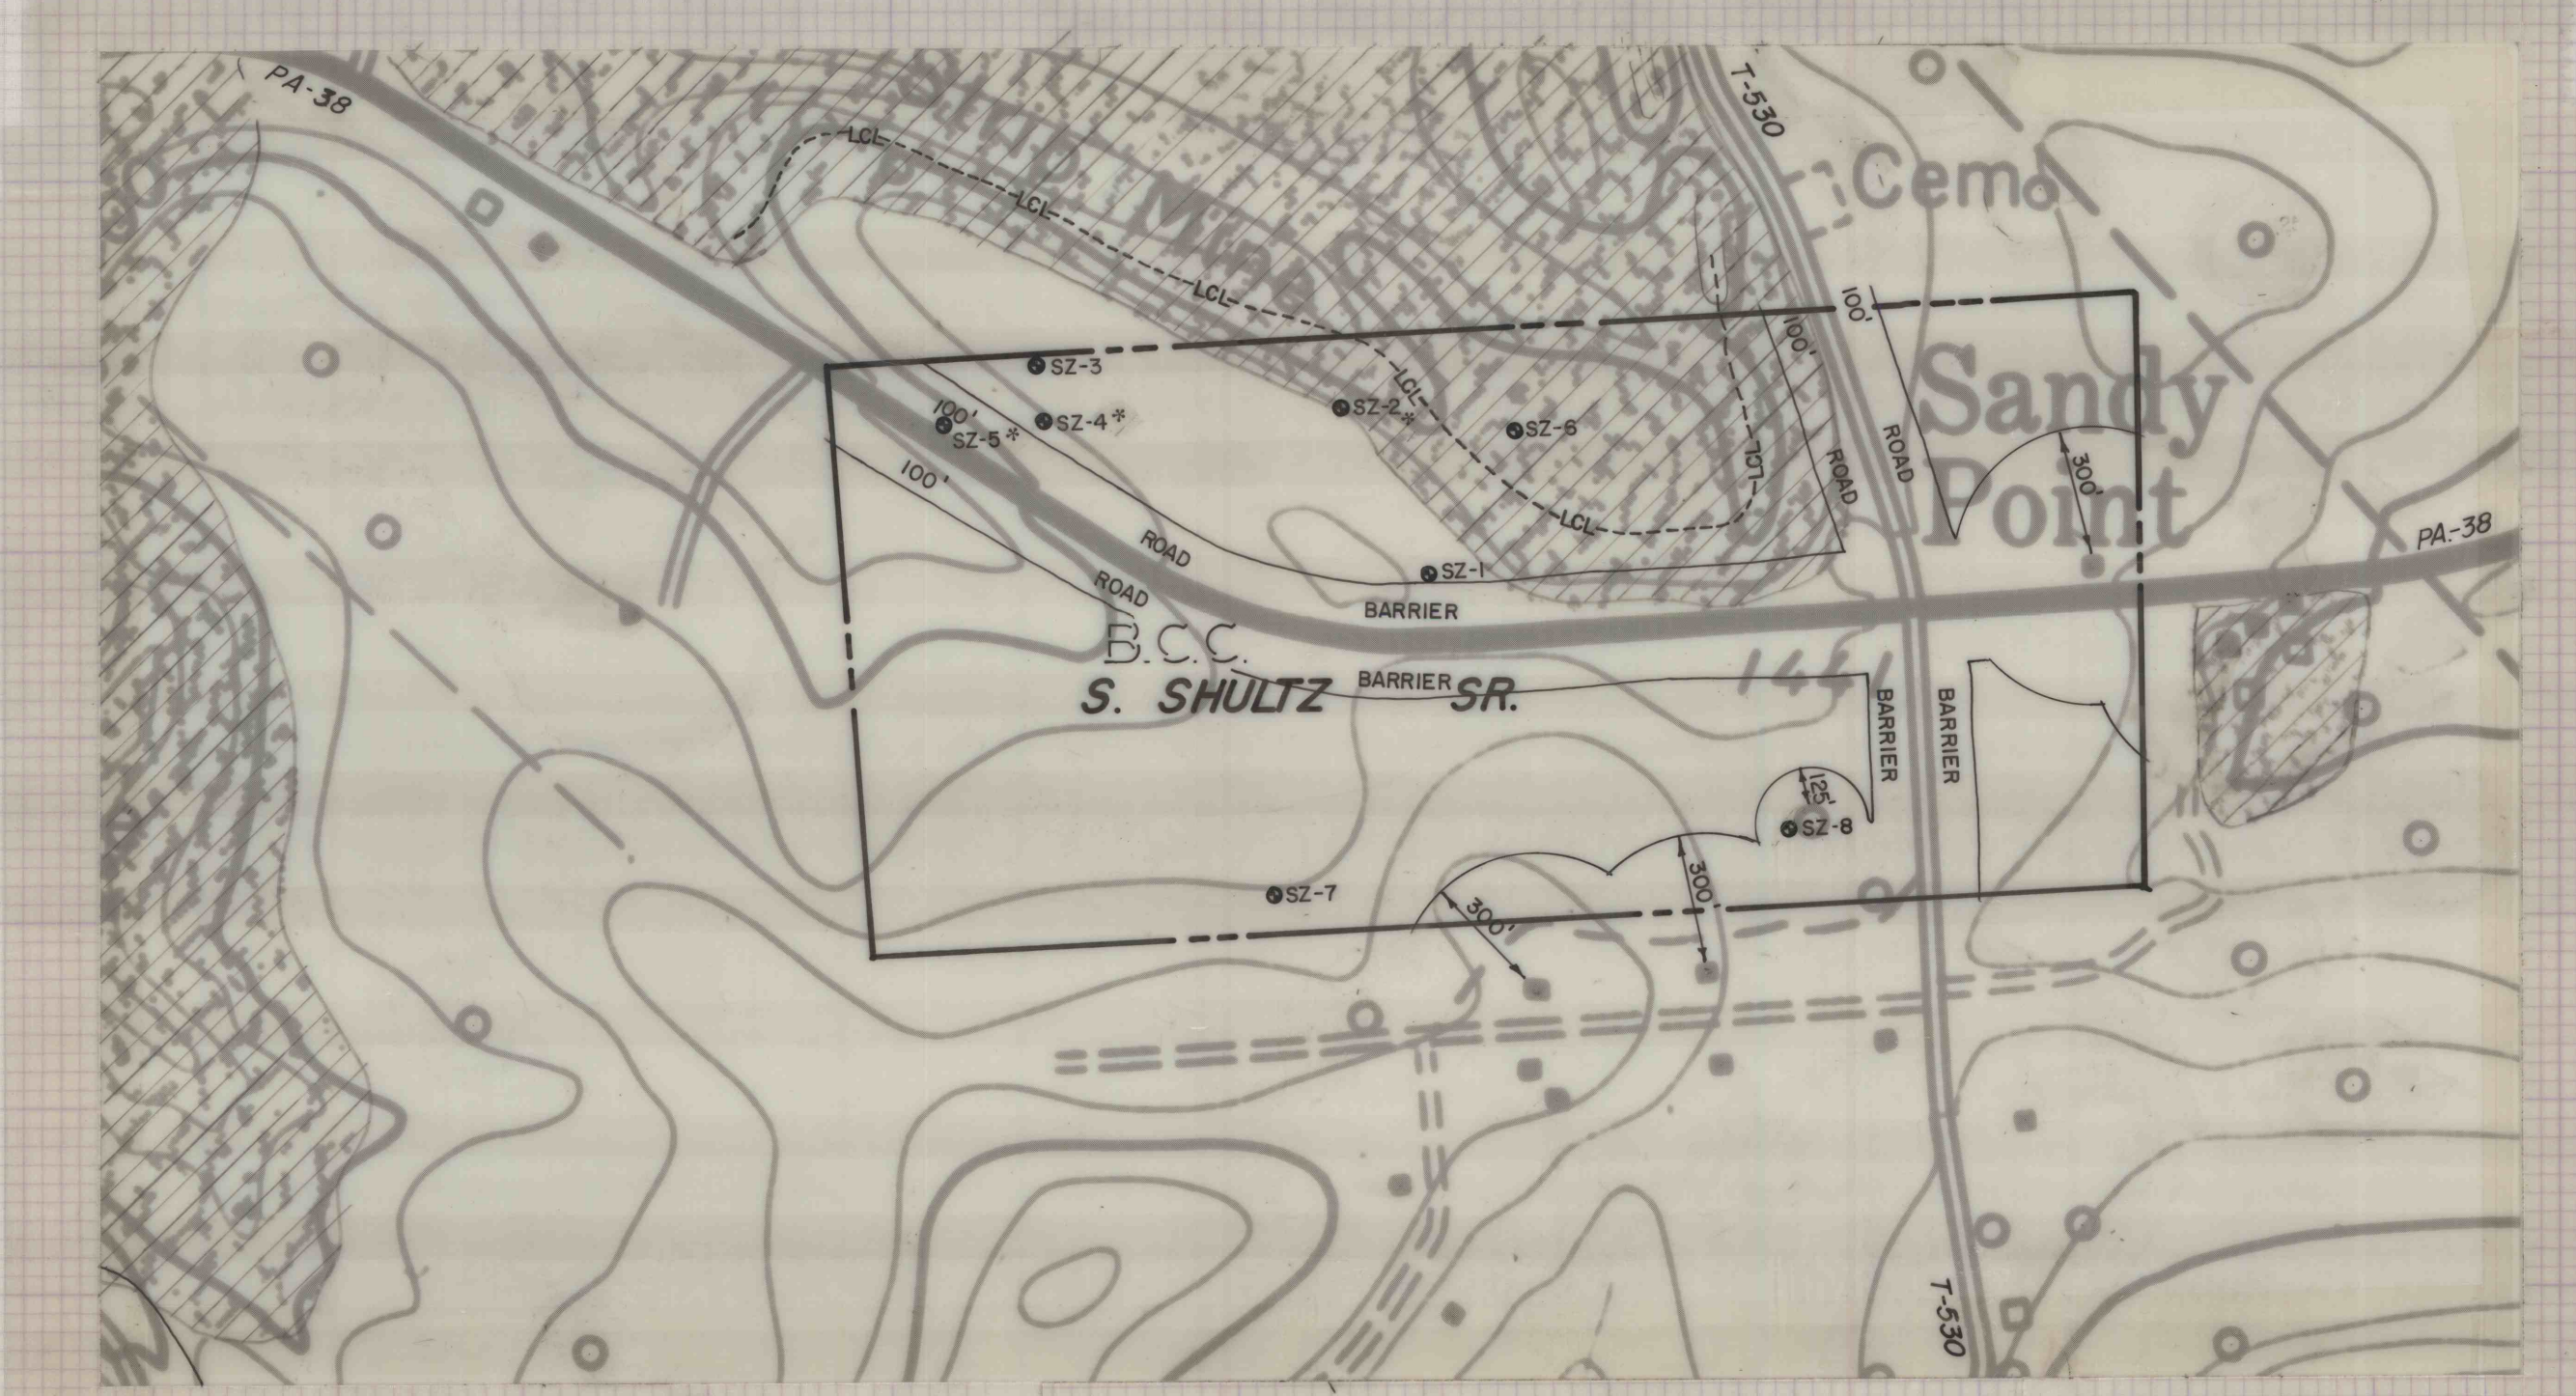 PA-38
T-530
Strip Mine
Cem
LCL
LCL
LCL
100'
100'
SZ-3
SZ-4*
SZ-2*
LCL
SZ-6
100'
SZ-5*
100'
LCL
ROAD
ROAD
Sandy
Point
300'
LCL
PA.-38
ROAD
ROAD
SZ-1
BARRIER
B.C.C.
S. SHULTZ SR.
BARRIER
1441
BARRIER
BARRIER
125'
SZ-8
SZ-7
300'
300'
T-530